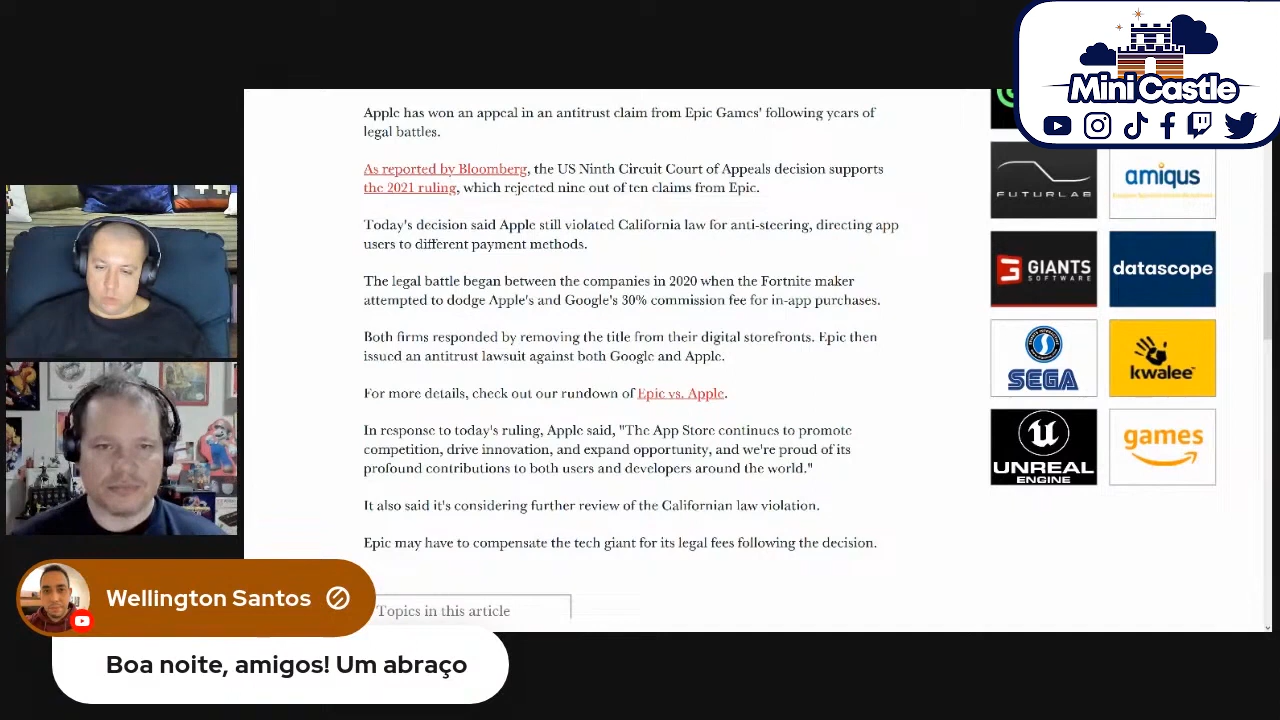 Mini Castle
Apple has won an appeal in an antitrust claim from Epic Games' following years of
legal battles.
As reported by Bloomberg, the US Ninth Circuit Court of Appeals decision supports
the 2021 ruling, which rejected nine out of ten claims from Epic.
Today's decision said Apple still violated California law for anti-steering, directing app
users to different payment methods.
The legal battle began between the companies in 2020 when the Fortnite maker
attempted to dodge Apple's and Google's 30% commission fee for in-app purchases.
Both firms responded by removing the title from their digital storefronts. Epic then
issued an antitrust lawsuit against both Google and Apple.
For more details, check out our rundown of Epic vs. Apple.
In response to today's ruling, Apple said, "The App Store continues to promote
competition, drive innovation, and expand opportunity, and we're proud of its
profound contributions to both users and developers around the world."
It also said it's considering further review of the Californian law violation.
Epic may have to compensate the tech giant for its legal fees following the decision.
Topics in this article
FUTURLAB
amiqus
GIANTS
SOFTWARE
datascope
SEGA
kwalee
UNREAL
ENGINE
games
Wellington Santos
Boa noite, amigos! Um abraço